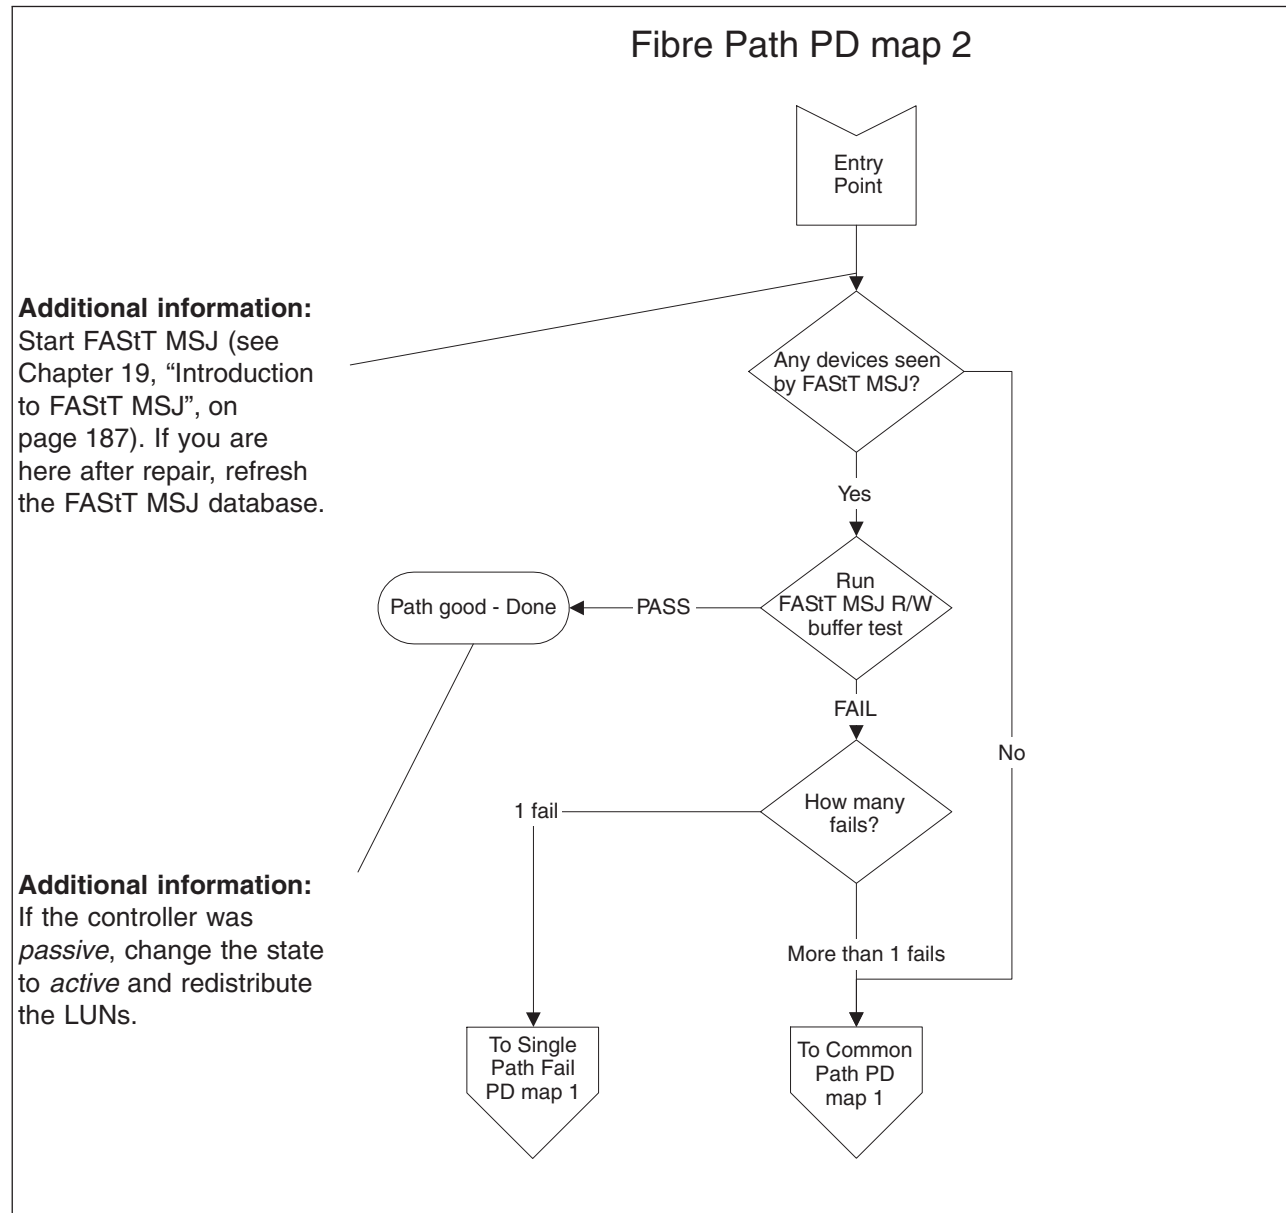 Fibre Path PD map 2
Entry
Point
Additional information:
Start FAStT MSJ (see
Chapter 19, “Introduction
to FAStT MSJ”, on
page 187). If you are
here after repair, refresh
the FAStT MSJ database.
Any devices seen
by FAStT MSJ?
Yes
Run
FAStT MSJ R/W
buffer test
PASS
Path good - Done
FAIL
No
How many
fails?
1 fail
Additional information:
If the controller was
passive, change the state
to active and redistribute
the LUNs.
More than 1 fails
To Single
Path Fail
PD map 1
To Common
Path PD
map 1